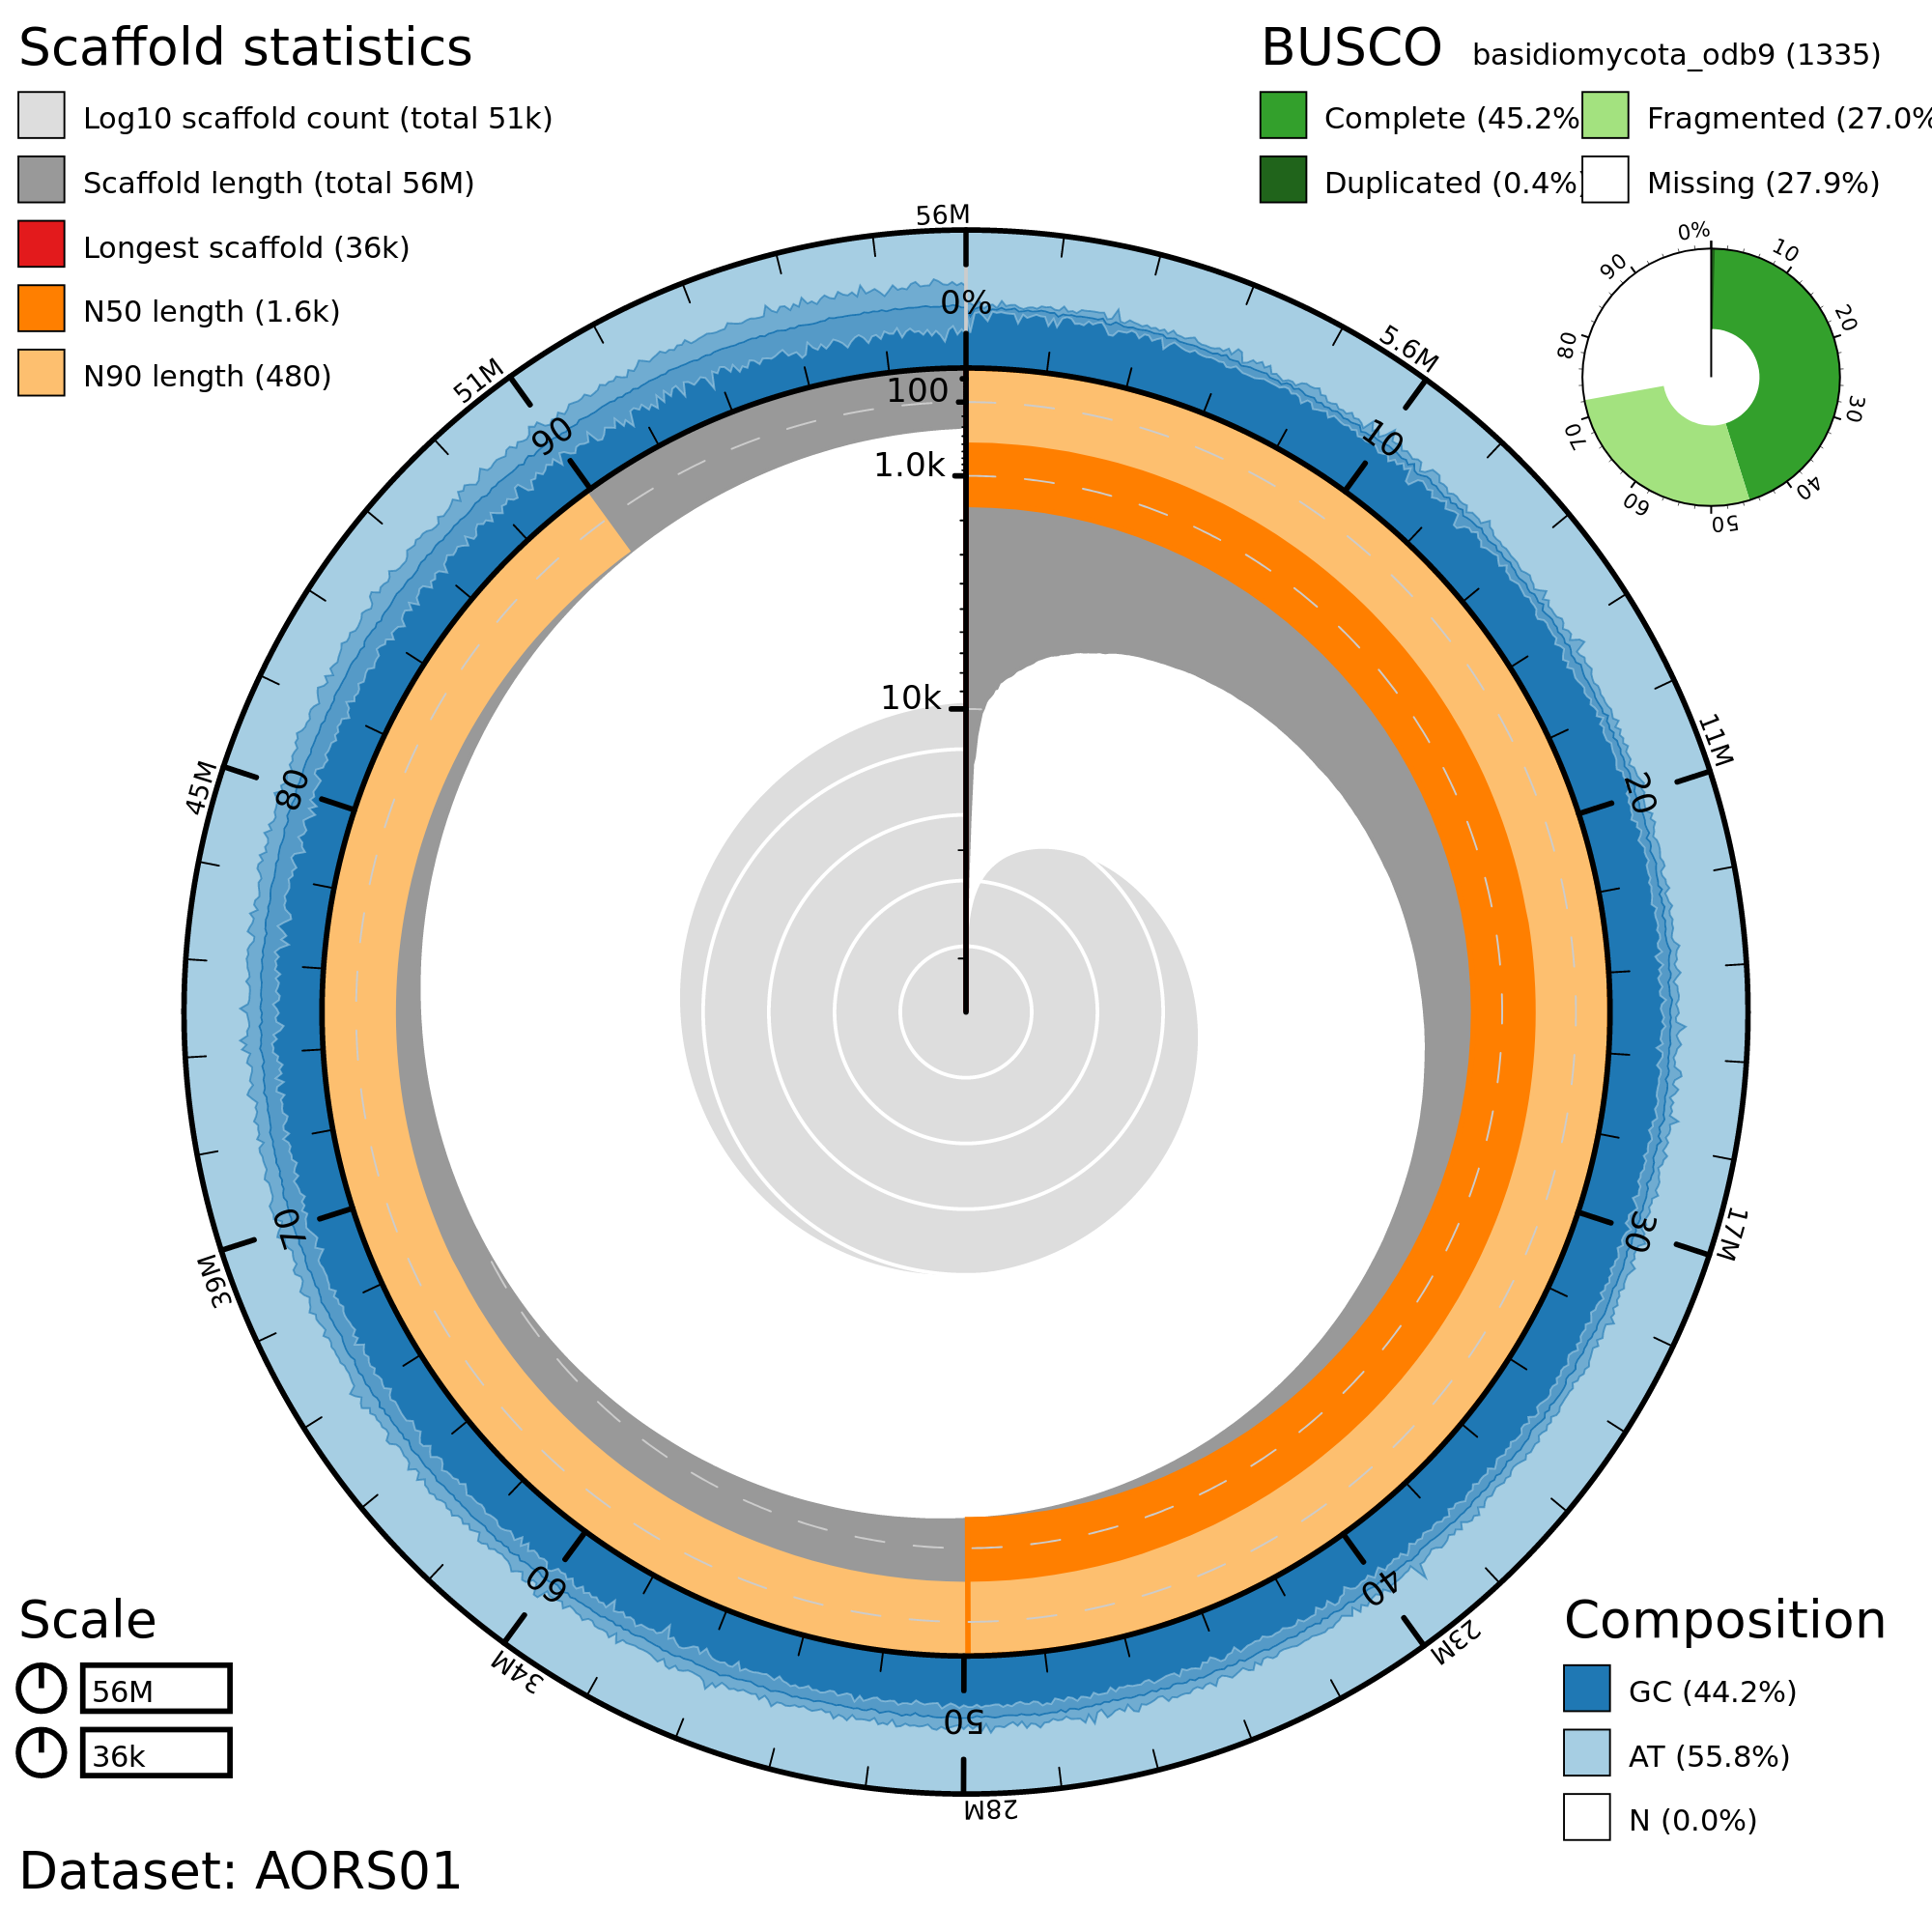 Scaffold statistics
Log10 scaffold count (total 51k)
Scaffold length (total 56M)
Longest scaffold (36k)
N50 length (1.6k)
N90 length (480)
BUSCO basidiomycota_odb9 (1335)
Complete (45.2%
Fragmented (27.0%
Duplicated (0.4%)
Missing (27.9%)
0%
10
20
30
40
50
60
70
80
90
56M
5.6M
11M
17M
23M
28M
34M
39M
45M
51M
0%
10
20
30
40
50
60
70
80
90
100
1.0k
10k
Scale
56M
36k
Composition
GC (44.2%)
AT (55.8%)
N (0.0%)
Dataset: AORS01